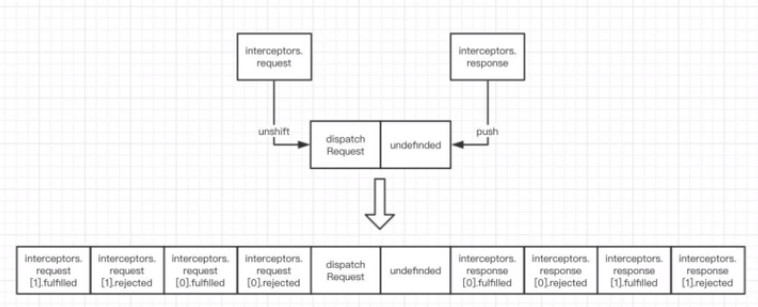 interceptors.
request
interceptors.
response
unshift
push
dispatch
Request
undefinded
interceptors.
request
[1].fulfilled
interceptors.
request
[1].rejected
interceptors.
request
[0].fulfilled
interceptors.
request
[0].rejected
dispatch
Request
undefinded
interceptors.
response
[0].fulfilled
interceptors.
response
[0].rejected
interceptors.
response
[1].fulfilled
interceptors.
response
[1].rejected